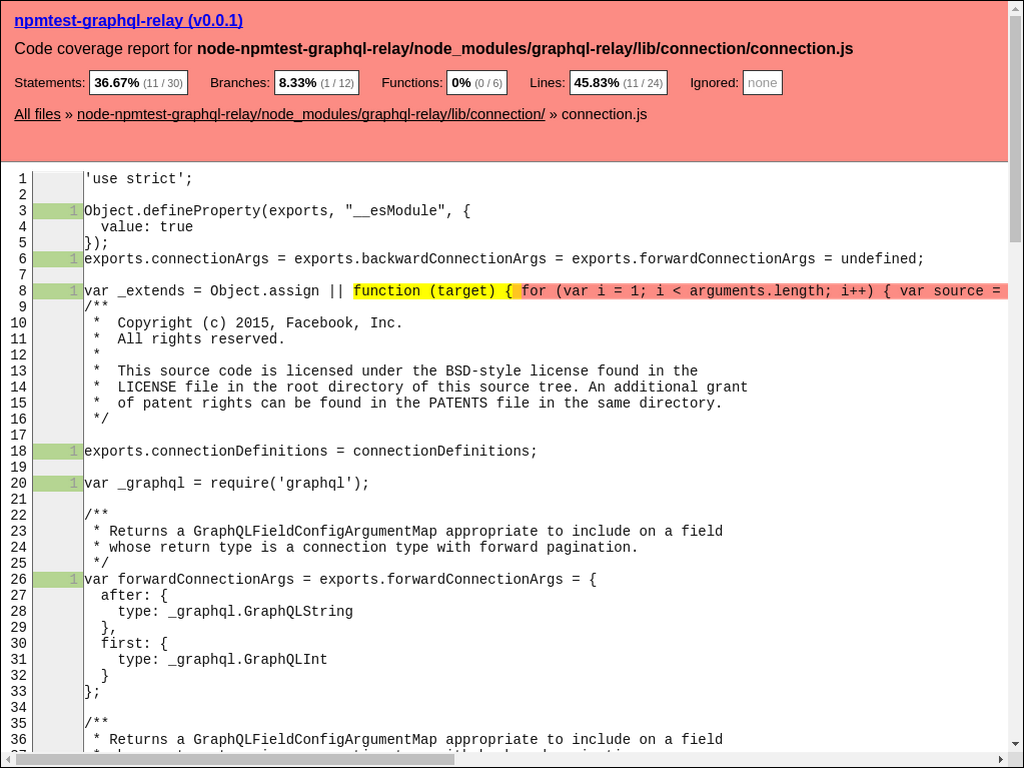 npmtest-graphql-relay (v0.0.1)
Code coverage report for node-npmtest-graphql-relay/node_modules/graphql-relay/lib/connection/connection.js
Statements: 36.67% (11 / 30) Branches: 8.33% (1 / 12) Functions: 0% (0 / 6) Lines: 45.83% (11 / 24) Ignored: none
All files » node-npmtest-graphql-relay/node_modules/graphql-relay/lib/connection/ » connection.js
1 'use strict';
2
3 1 Object.defineProperty(exports, "__esModule", {
4   value: true
5 });
6 1 exports.connectionArgs = exports.backwardConnectionArgs = exports.forwardConnectionArgs = undefined;
7
8 1 var _extends = Object.assign || function (target) { for (var i = 1; i < arguments.length; i++) { var source =
9 /**
10  *  Copyright (c) 2015, Facebook, Inc.
11  *  All rights reserved.
12  *
13  *  This source code is licensed under the BSD-style license found in the
14  *  LICENSE file in the root directory of this source tree. An additional grant
15  *  of patent rights can be found in the PATENTS file in the same directory.
16  */
17
18 1 exports.connectionDefinitions = connectionDefinitions;
19
20 1 var _graphql = require('graphql');
21
22 /**
23  * Returns a GraphQLFieldConfigArgumentMap appropriate to include on a field
24  * whose return type is a connection type with forward pagination.
25  */
26 1 var forwardConnectionArgs = exports.forwardConnectionArgs = {
27   after: {
28     type: _graphql.GraphQLString
29   },
30   first: {
31     type: _graphql.GraphQLInt
32   }
33 };
34
35 /**
36  * Returns a GraphQLFieldConfigArgumentMap appropriate to include on a field